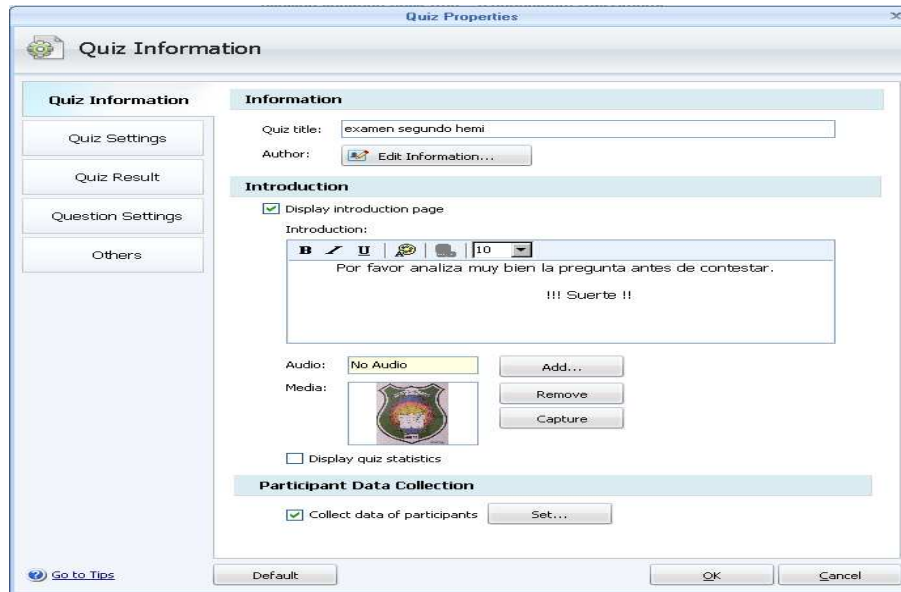 Quiz Properties
Quiz Information
Quiz Information
Quiz Settings
Quiz Result
Question Settings
Others
Information
Quiz title: examen segundo hemi
Author: Edit Information...
Introduction
Display introduction page
Introduction:
B I U 10
Por favor analiza muy bien la pregunta antes de contestar.
!!! Suerte !!
Audio: No Audio Add...
Media: Remove
Capture
Display quiz statistics
Participant Data Collection
Collect data of participants Set...
Go to Tips Default OK Cancel